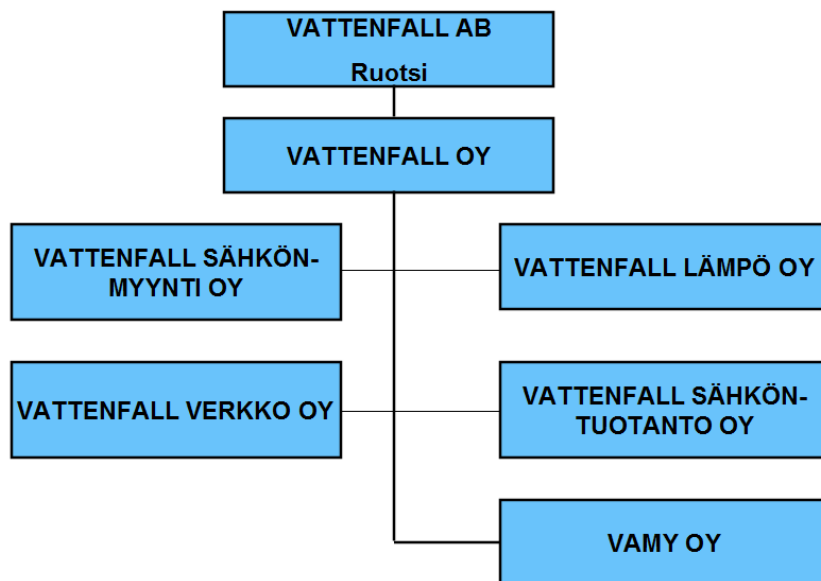 VATTENFALL AB
Ruotsi
VATTENFALL OY
VATTENFALL SÄHKÖN-
MYYNTI OY
VATTENFALL LÄMPÖ OY
VATTENFALL VERKKO OY
VATTENFALL SÄHKÖN-
TUOTANTO OY
VAMY OY